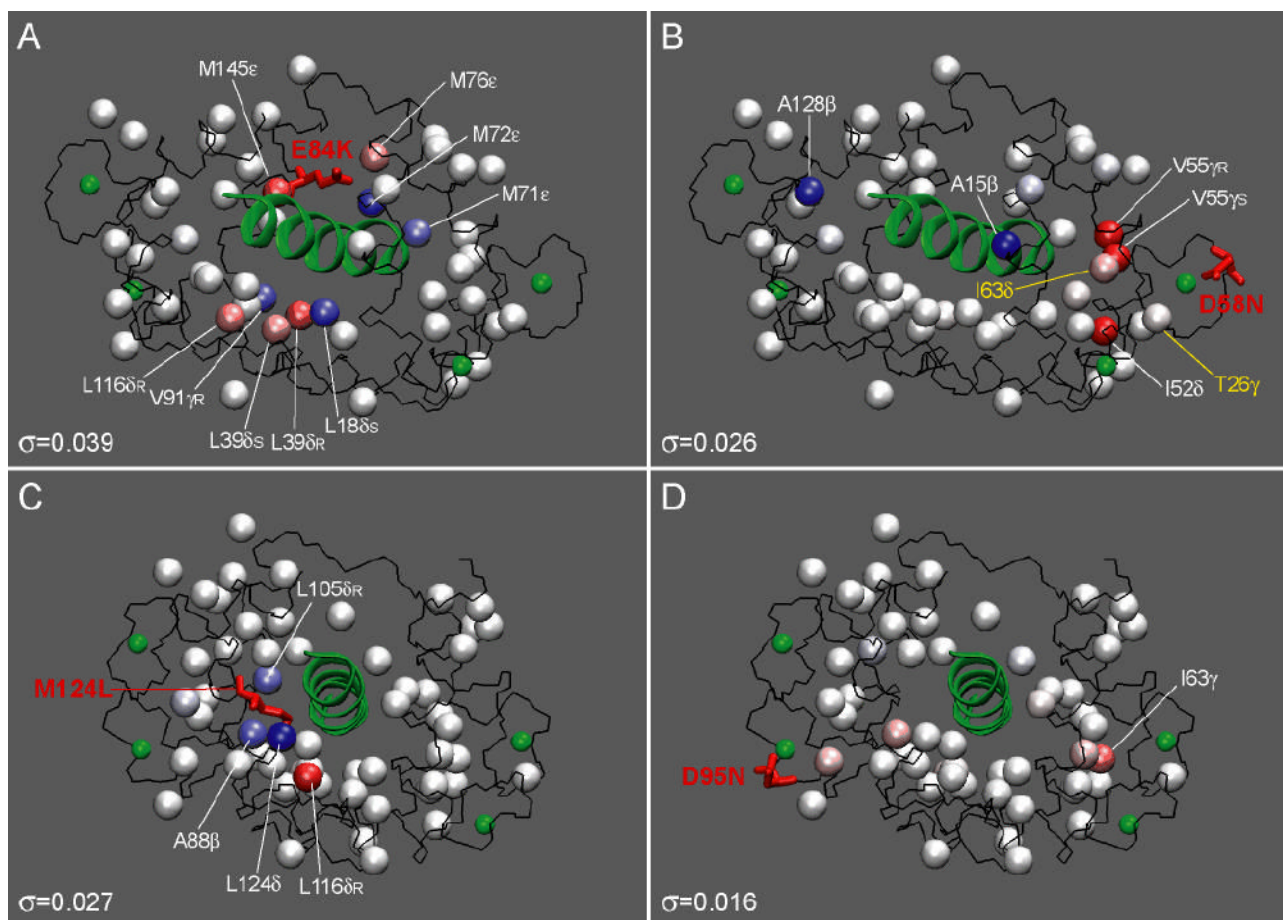 A
M145ε
M76ε
E84K
M72ε
M71ε
L116δR
V91γR
L39δS
L39δR
L18δS
σ=0.039
B
A128β
V55γR
A15β
V55γS
I63δ
D58N
I52δ
T26γ
σ=0.026
C
L105δR
M124L
A88β
L124δ
L116δR
σ=0.027
D
I63γ
D95N
σ=0.016